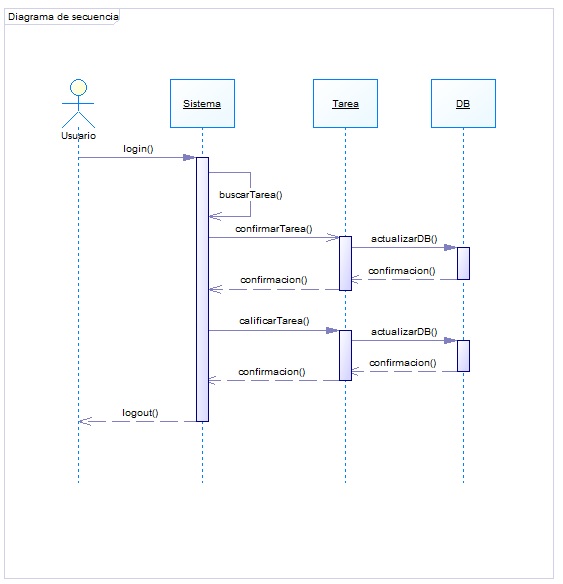 Diagrama de secuencia
Sistema
Tarea
DB
Usuario
login()
buscarTarea()
confirmarTarea()
actualizarDB()
confirmacion()
confirmacion()
calificarTarea()
actualizarDB()
confirmacion()
confirmacion()
logout()